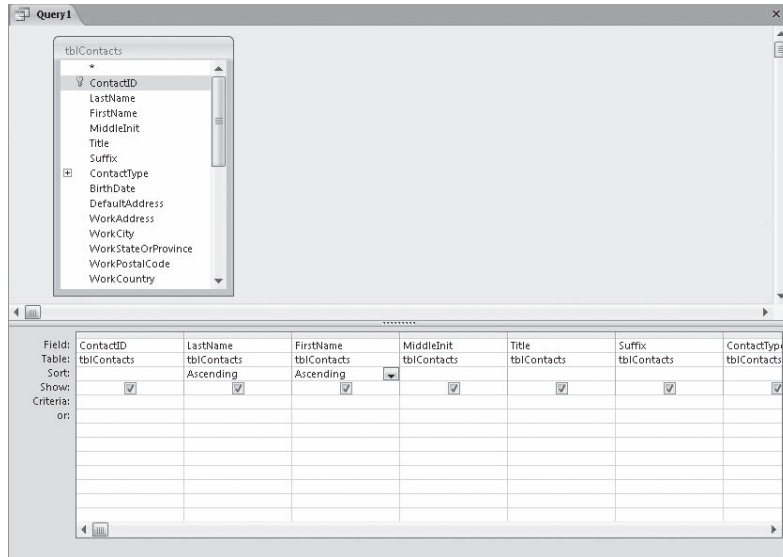 Query1
tblContacts
*
ContactID
LastName
FirstName
MiddleInit
Title
Suffix
ContactType
BirthDate
DefaultAddress
WorkAddress
WorkCity
WorkStateOrProvince
WorkPostalCode
WorkCountry
Field: ContactID LastName FirstName MiddleInit Title Suffix ContactType
Table: tblContacts tblContacts tblContacts tblContacts tblContacts tblContacts tblContacts
Sort: Ascending Ascending
Show:
Criteria:
or: